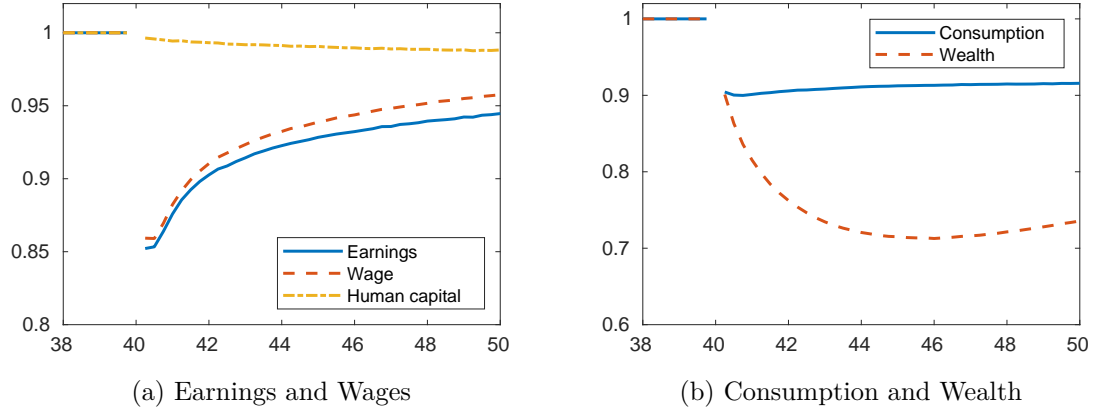 1
0.95
0.9
0.85
0.8
38 40 42 44 46 48 50
Earnings
Wage
Human capital
(a) Earnings and Wages
1
0.9
0.8
0.7
0.6
38 40 42 44 46 48 50
Consumption
Wealth
(b) Consumption and Wealth